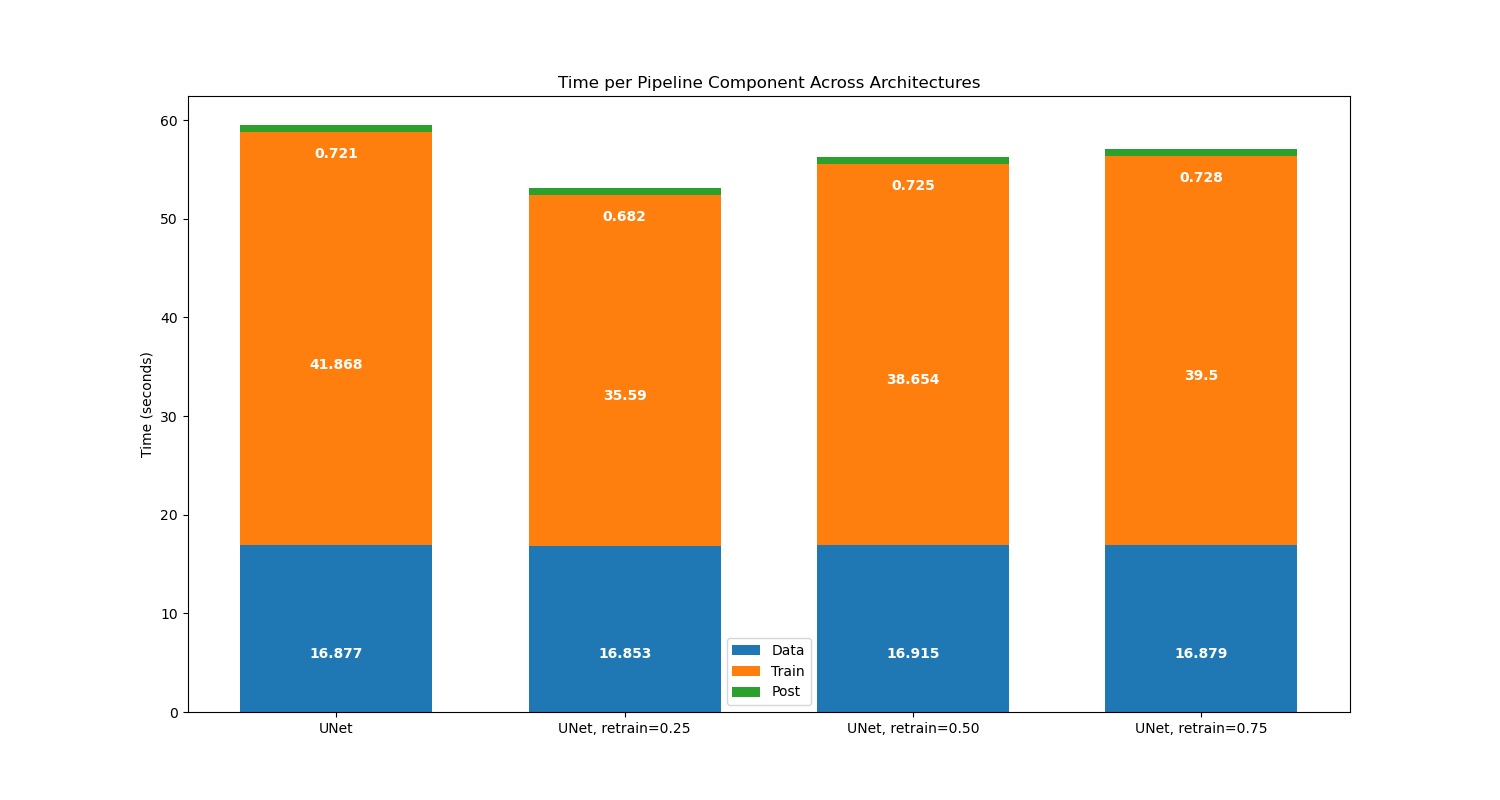 Time per Pipeline Component Across Architectures
Time (seconds)
60
50
40
30
20
10
0
0.721
0.682
0.725
0.728
41.868
35.59
38.654
39.5
16.877
16.853
16.915
16.879
Data
Train
Post
UNet
UNet, retrain=0.25
UNet, retrain=0.50
UNet, retrain=0.75